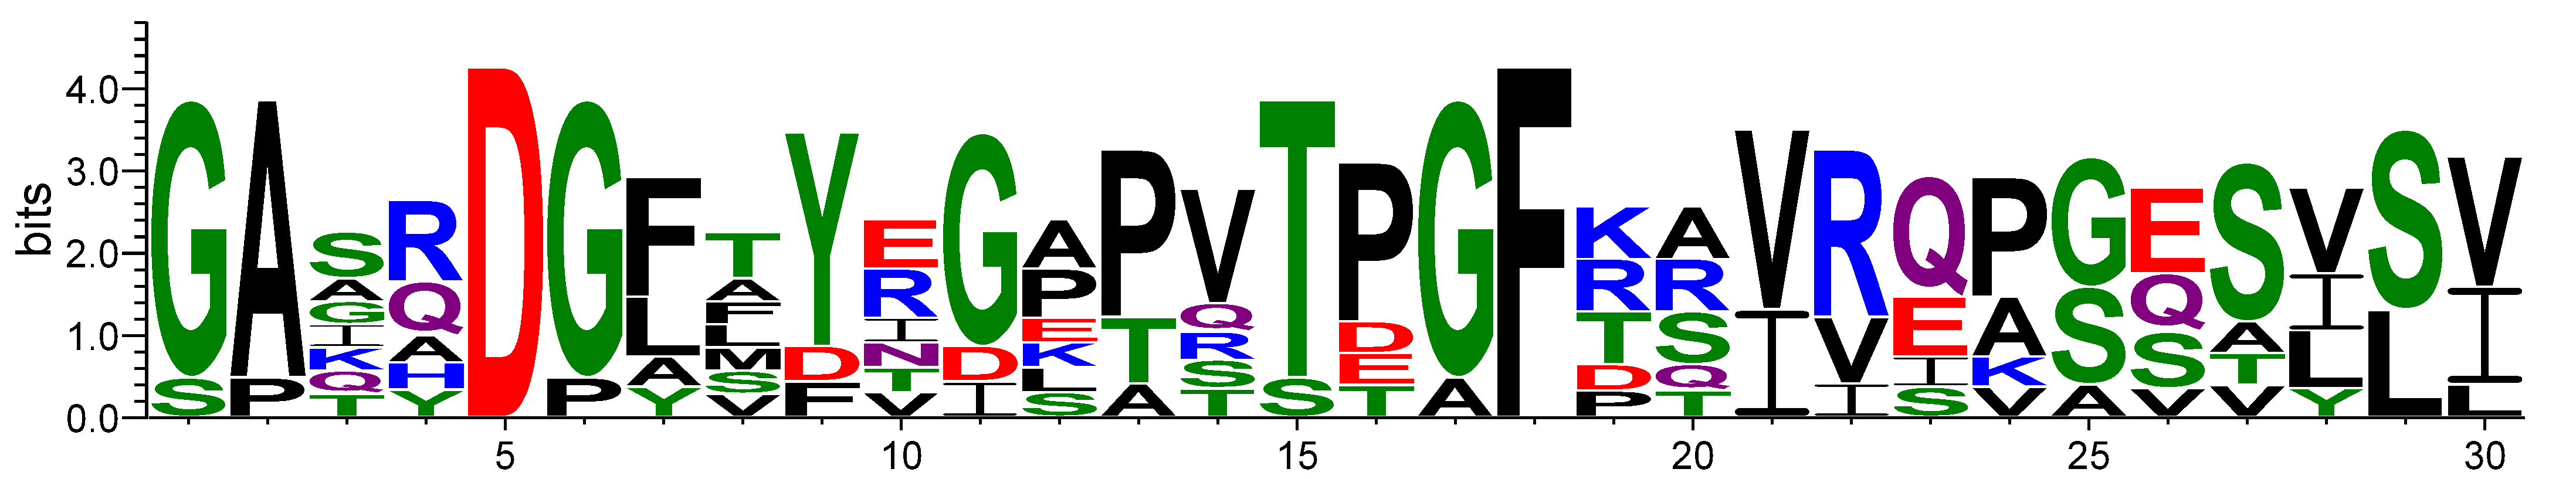 bits
4.0
3.0
2.0
1.0
0.0
G S
A P
S A G I K Q T
R Q A H Y
D
G P
F L A Y
T A F L M S V
Y D F
E R I N T V
G D I
A P E K L S
P T A
V Q R S T
T S
P D E T
G A
F
K R T D P
A R S Q T
V I
R V I
Q E I S
P A K V
G S A
E Q S V
S A T V
V I L Y
S L
V I L
5 10 15 20 25 30